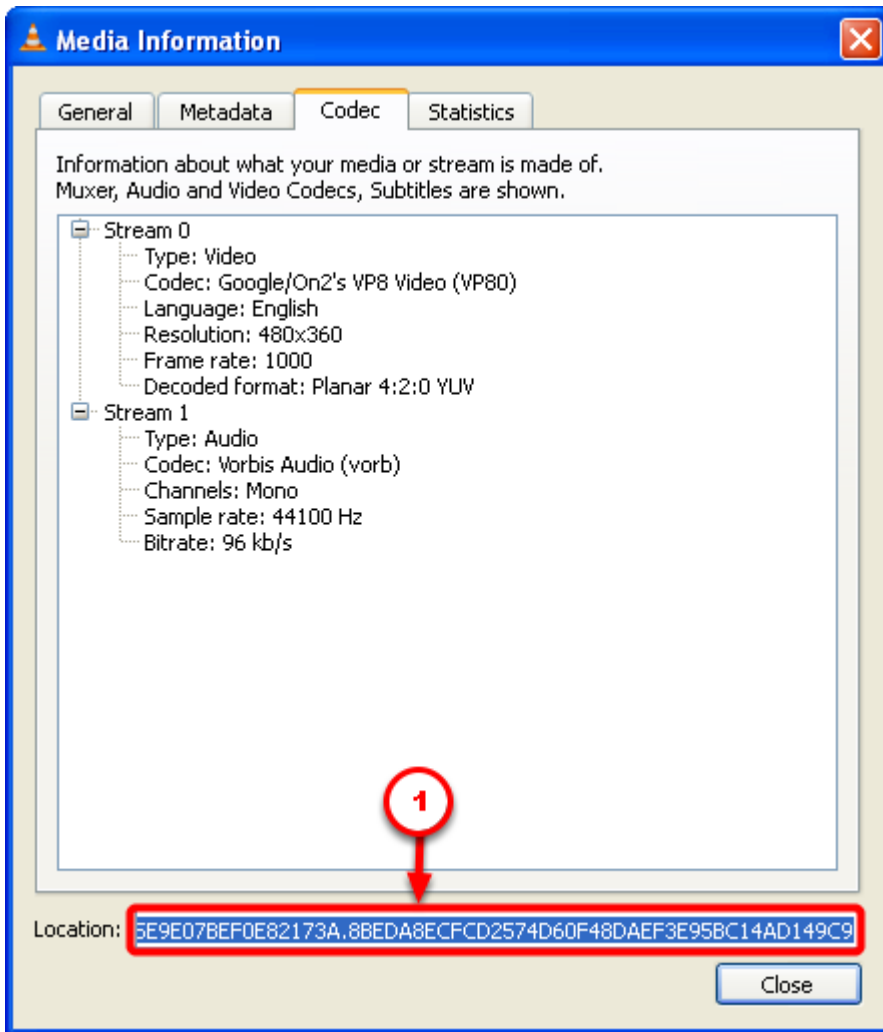 Media Information
General Metadata Codec Statistics
Information about what your media or stream is made of.
Muxer, Audio and Video Codecs, Subtitles are shown.
Stream 0
Type: Video
Codec: Google/On2's VP8 Video (VP80)
Language: English
Resolution: 480x360
Frame rate: 1000
Decoded format: Planar 4:2:0 YUV
Stream 1
Type: Audio
Codec: Vorbis Audio (vorb)
Channels: Mono
Sample rate: 44100 Hz
Bitrate: 96 kb/s
1
Location: 5E9E07BEF0E82173A.8BEDA8ECFCD2574D60F48DAEF3E95BC14AD149C9
Close